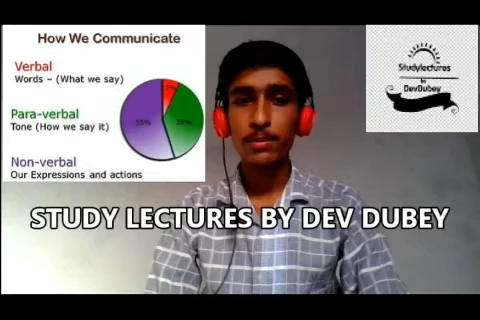 How We Communicate
Verbal
Words – (What we say)
Para-verbal
Tone (How we say it)
Non-verbal
Our Expressions and actions
55%
38%
Studylectures
by
DevDubey
STUDY LECTURES BY DEV DUBEY